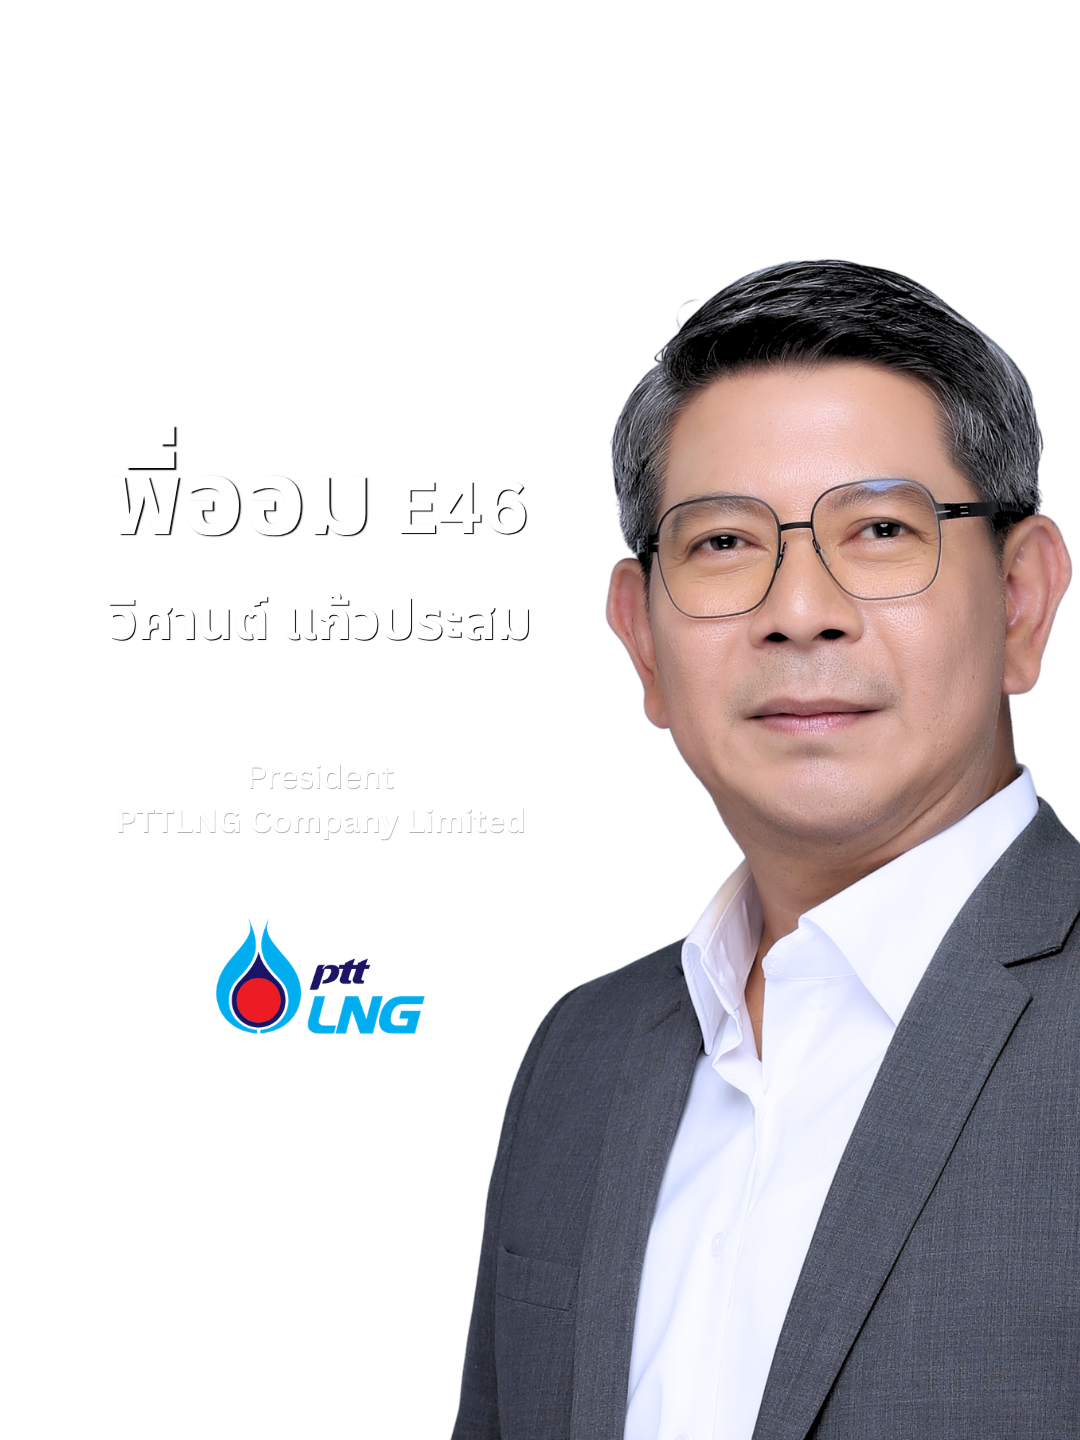 พี่ออม E46
วิศานต์ แก้วประสม
President
PTTLNG Company Limited
ptt
LNG